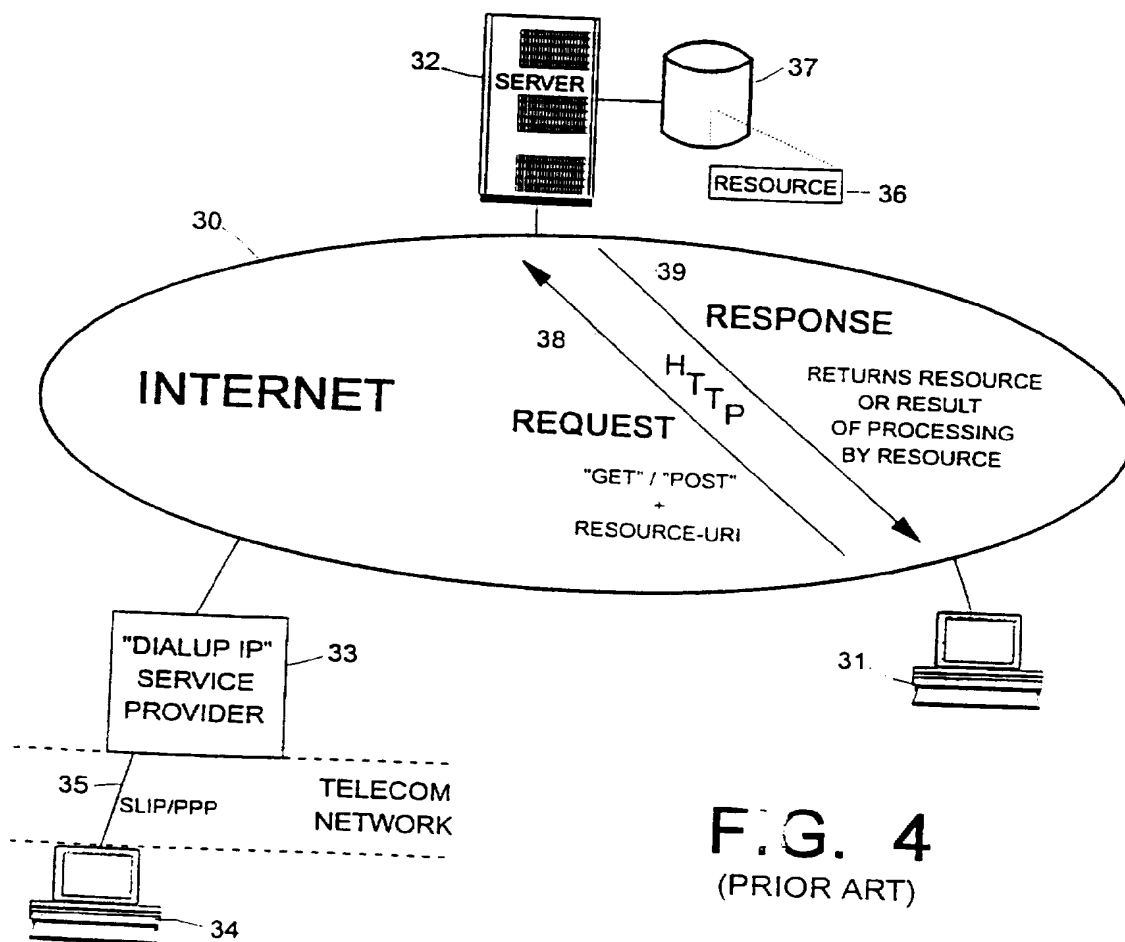 32
SERVER
37
RESOURCE
36
30
39
RESPONSE
38
HTTP
INTERNET
RETURNS RESOURCE
OR RESULT
OF PROCESSING
BY RESOURCE
REQUEST
"GET" / "POST"
+
RESOURCE-URI
"DIALUP IP"
SERVICE
PROVIDER
33
31
35
SLIP/PPP
TELECOM
NETWORK
34
FIG. 4
(PRIOR ART)